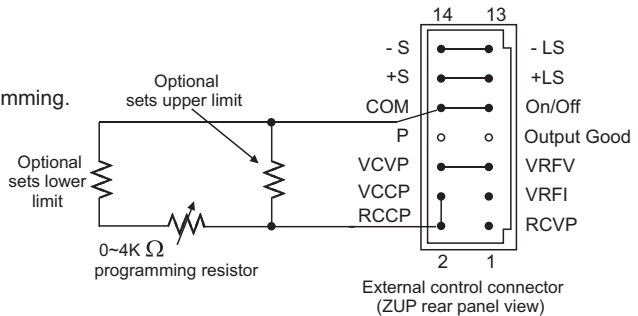 14 13
- S - LS
+S +LS
mming.
Optional
sets upper limit
COM On/Off
P Output Good
Optional
sets lower
limit
VCVP VRFV
VCCP VRFI
RCCP RCVP
0~4K Ω
programming resistor
2 1
External control connector
(ZUP rear panel view)